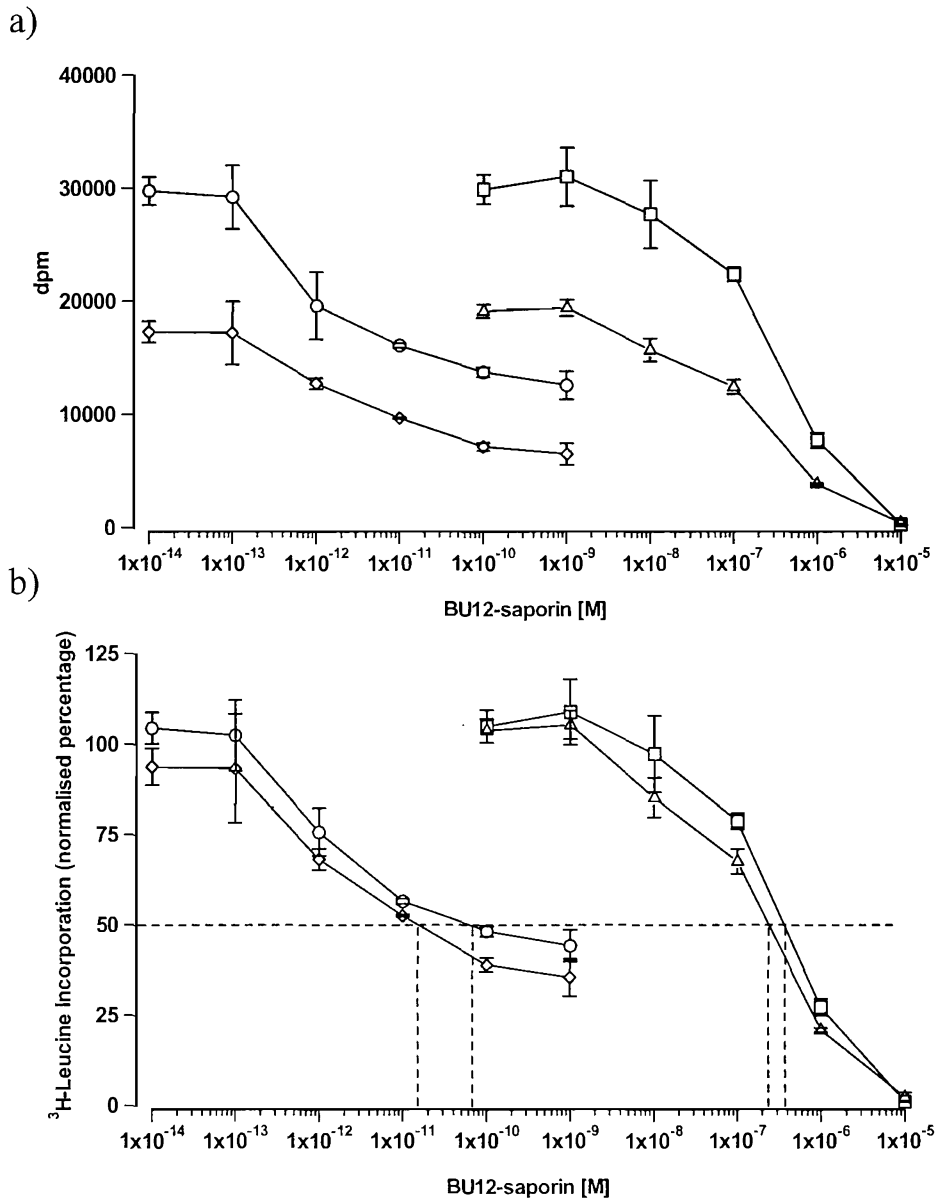 a)
40000
30000
20000
10000
0
dpm
1x10⁻¹⁴ 1x10⁻¹³ 1x10⁻¹² 1x10⁻¹¹ 1x10⁻¹⁰ 1x10⁻⁹ 1x10⁻⁸ 1x10⁻⁷ 1x10⁻⁶ 1x10⁻⁵
BU12-saporin [M]
b)
125
100
75
50
25
0
³H-Leucine Incorporation (normalised percentage)
1x10⁻¹⁴ 1x10⁻¹³ 1x10⁻¹² 1x10⁻¹¹ 1x10⁻¹⁰ 1x10⁻⁹ 1x10⁻⁸ 1x10⁻⁷ 1x10⁻⁶ 1x10⁻⁵
BU12-saporin [M]